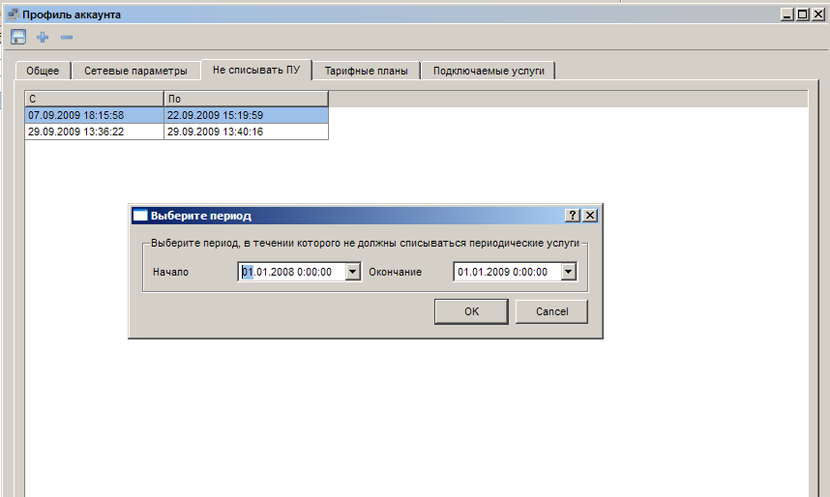 Профиль аккаунта
Общее Сетевые параметры Не списывать ПУ Тарифные планы Подключаемые услуги
С По
07.09.2009 18:15:58 22.09.2009 15:19:59
29.09.2009 13:36:22 29.09.2009 13:40:16
Выберите период
Выберите период, в течении которого не должны списываться периодические услуги
Начало 01.01.2008 0:00:00 Окончание 01.01.2009 0:00:00
OK Cancel